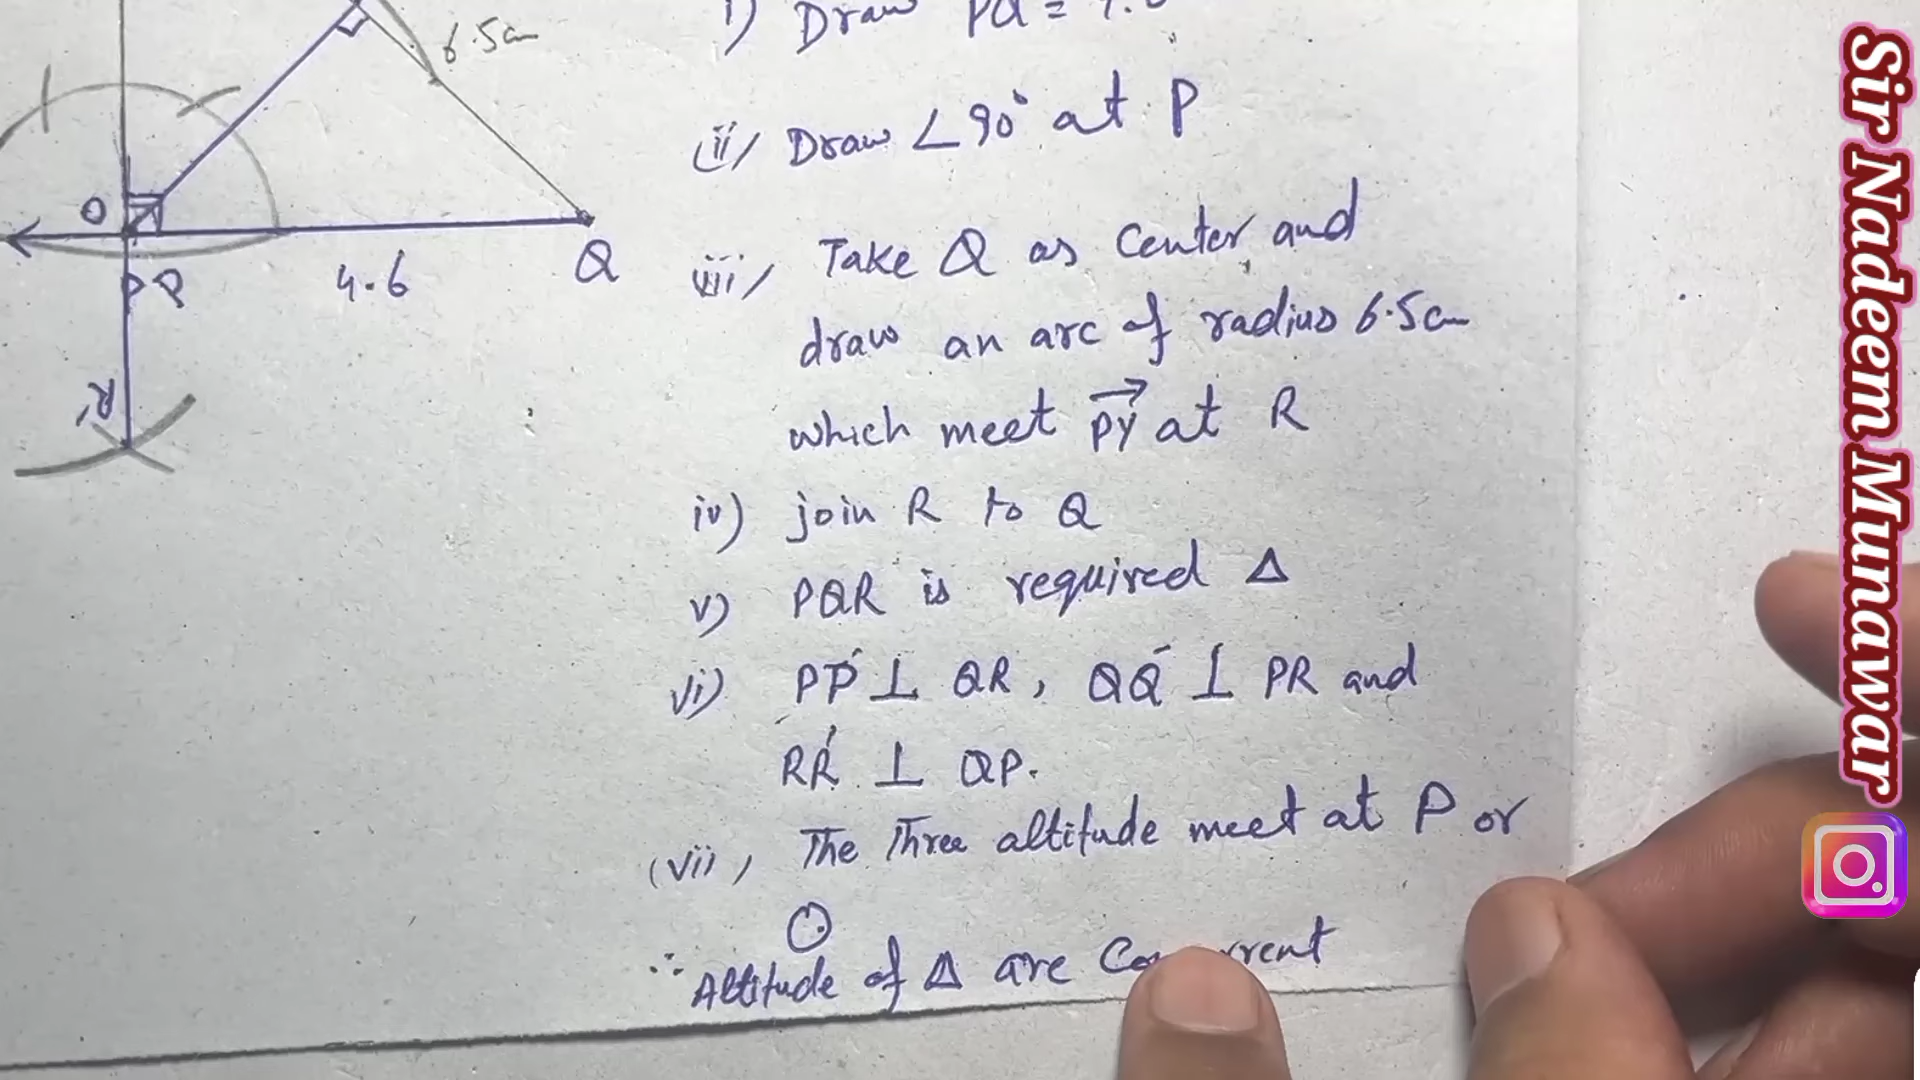 6.5cm
O
P
4.6
Q
R'
i) Draw PQ =
(ii) Draw ∠90° at P
iii) Take Q as Center and
draw an arc of radius 6.5cm
which meet PY at R
iv) join R to Q
v) PQR is required Δ
vi) PP' ⊥ QR, QQ' ⊥ PR and
RR' ⊥ QP.
(vii) The Three altitude meet at P or
O
∴ Altitude of Δ are
Sir Nadeem Munawar